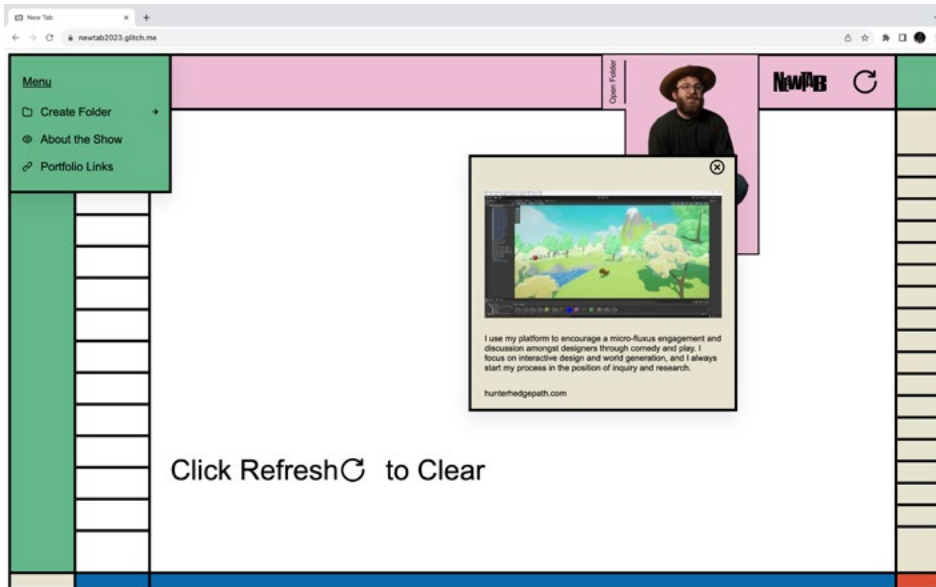 New Tab
newtab2023.glitch.me
Menu
Create Folder
About the Show
Portfolio Links
Open Folder
NEWTAB
I use my platform to encourage a micro-fluxus engagement and
discussion amongst designers through comedy and play. I
focus on interactive design and world generation, and I always
start my process in the position of inquiry and research.
hunterhedgepath.com
Click Refresh to Clear